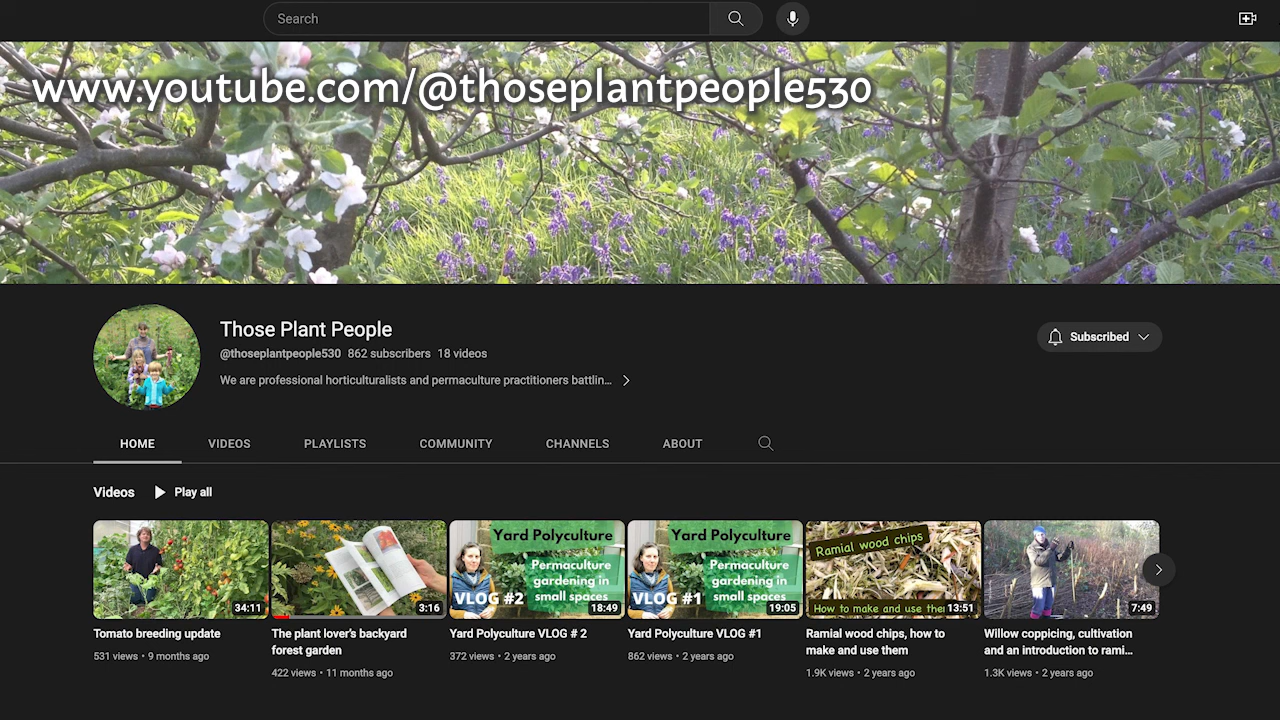 Search
www.youtube.com/@thoseplantpeople530
Those Plant People
@thoseplantpeople530 862 subscribers 18 videos
We are professional horticulturalists and permaculture practitioners battlin...
Subscribed
HOME VIDEOS PLAYLISTS COMMUNITY CHANNELS ABOUT
Videos Play all
34:11
Tomato breeding update
531 views • 9 months ago
3:16
The plant lover's backyard
forest garden
422 views • 11 months ago
Yard Polyculture
Permaculture
gardening in
small spaces
VLOG #2
18:49
Yard Polyculture VLOG # 2
372 views • 2 years ago
Yard Polyculture
Permaculture
gardening in
small spaces
VLOG #1
19:05
Yard Polyculture VLOG #1
862 views • 2 years ago
Ramial wood chips
How to make and use the
13:51
Ramial wood chips, how to
make and use them
1.9K views • 2 years ago
7:49
Willow coppicing, cultivation
and an introduction to rami...
1.3K views • 2 years ago